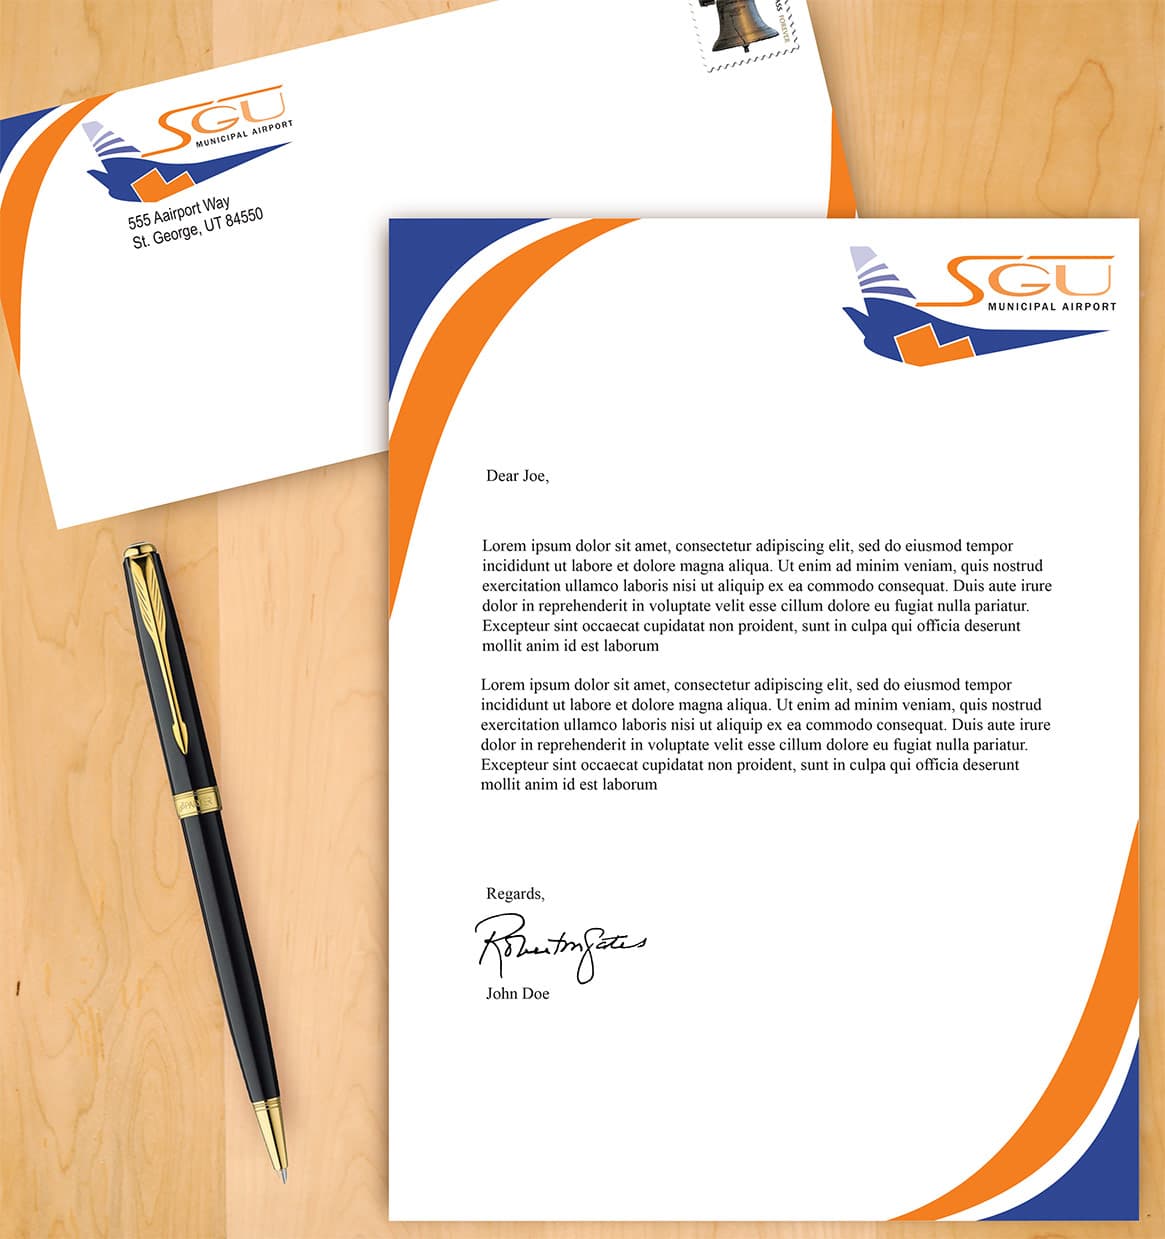 SS FOREVER
SGU
MUNICIPAL AIRPORT
555 Aairport Way
St. George, UT 84550
SGU
MUNICIPAL AIRPORT
Dear Joe,
Lorem ipsum dolor sit amet, consectetur adipiscing elit, sed do eiusmod tempor
incididunt ut labore et dolore magna aliqua. Ut enim ad minim veniam, quis nostrud
exercitation ullamco laboris nisi ut aliquip ex ea commodo consequat. Duis aute irure
dolor in reprehenderit in voluptate velit esse cillum dolore eu fugiat nulla pariatur.
Excepteur sint occaecat cupidatat non proident, sunt in culpa qui officia deserunt
mollit anim id est laborum
Lorem ipsum dolor sit amet, consectetur adipiscing elit, sed do eiusmod tempor
incididunt ut labore et dolore magna aliqua. Ut enim ad minim veniam, quis nostrud
exercitation ullamco laboris nisi ut aliquip ex ea commodo consequat. Duis aute irure
dolor in reprehenderit in voluptate velit esse cillum dolore eu fugiat nulla pariatur.
Excepteur sint occaecat cupidatat non proident, sunt in culpa qui officia deserunt
mollit anim id est laborum
Regards,
Robert M Gates
John Doe
PARKER